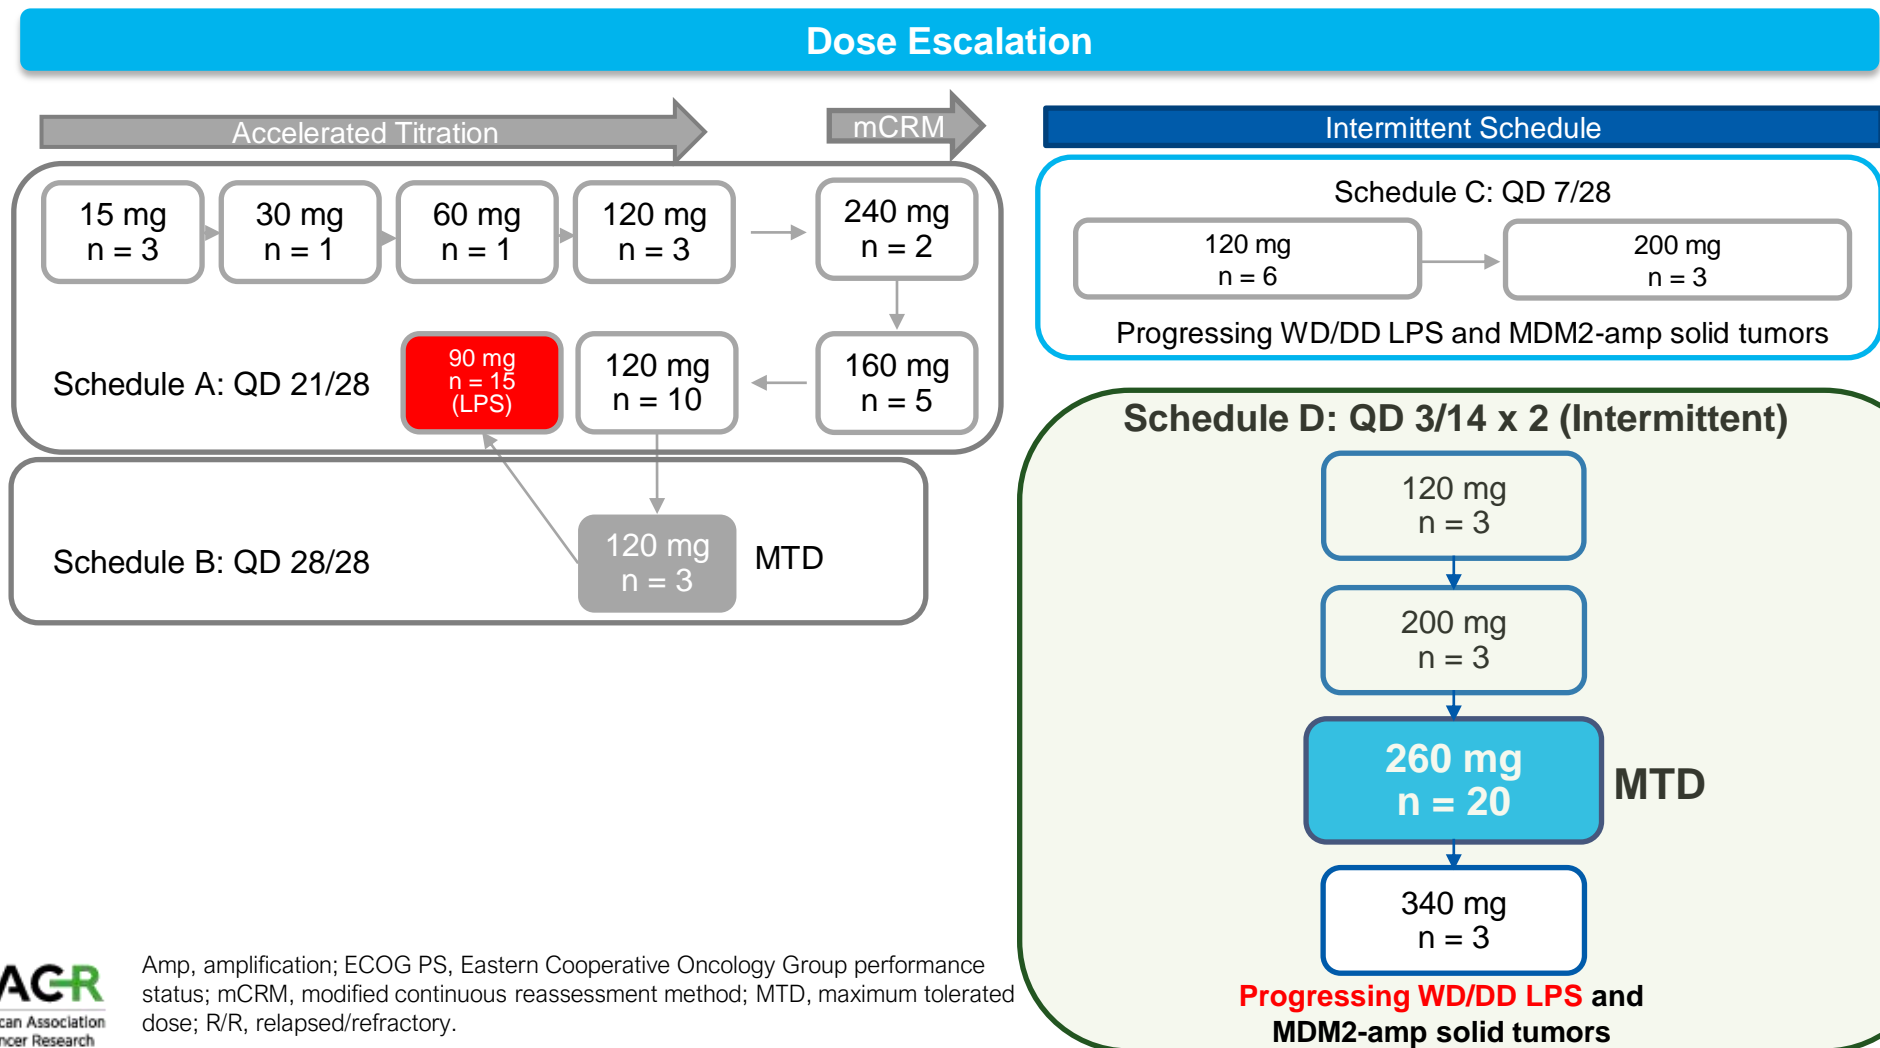 Dose Escalation
Accelerated Titration
mCRM
15 mg
n = 3
30 mg
n = 1
60 mg
n = 1
120 mg
n = 3
240 mg
n = 2
Schedule A: QD 21/28
90 mg
n = 15
(LPS)
120 mg
n = 10
160 mg
n = 5
Schedule B: QD 28/28
120 mg
n = 3
MTD
Intermittent Schedule
Schedule C: QD 7/28
120 mg
n = 6
200 mg
n = 3
Progressing WD/DD LPS and MDM2-amp solid tumors
Schedule D: QD 3/14 x 2 (Intermittent)
120 mg
n = 3
200 mg
n = 3
260 mg
n = 20
MTD
340 mg
n = 3
Progressing WD/DD LPS and
MDM2-amp solid tumors
AACR
can Association
ncer Research
Amp, amplification; ECOG PS, Eastern Cooperative Oncology Group performance
status; mCRM, modified continuous reassessment method; MTD, maximum tolerated
dose; R/R, relapsed/refractory.